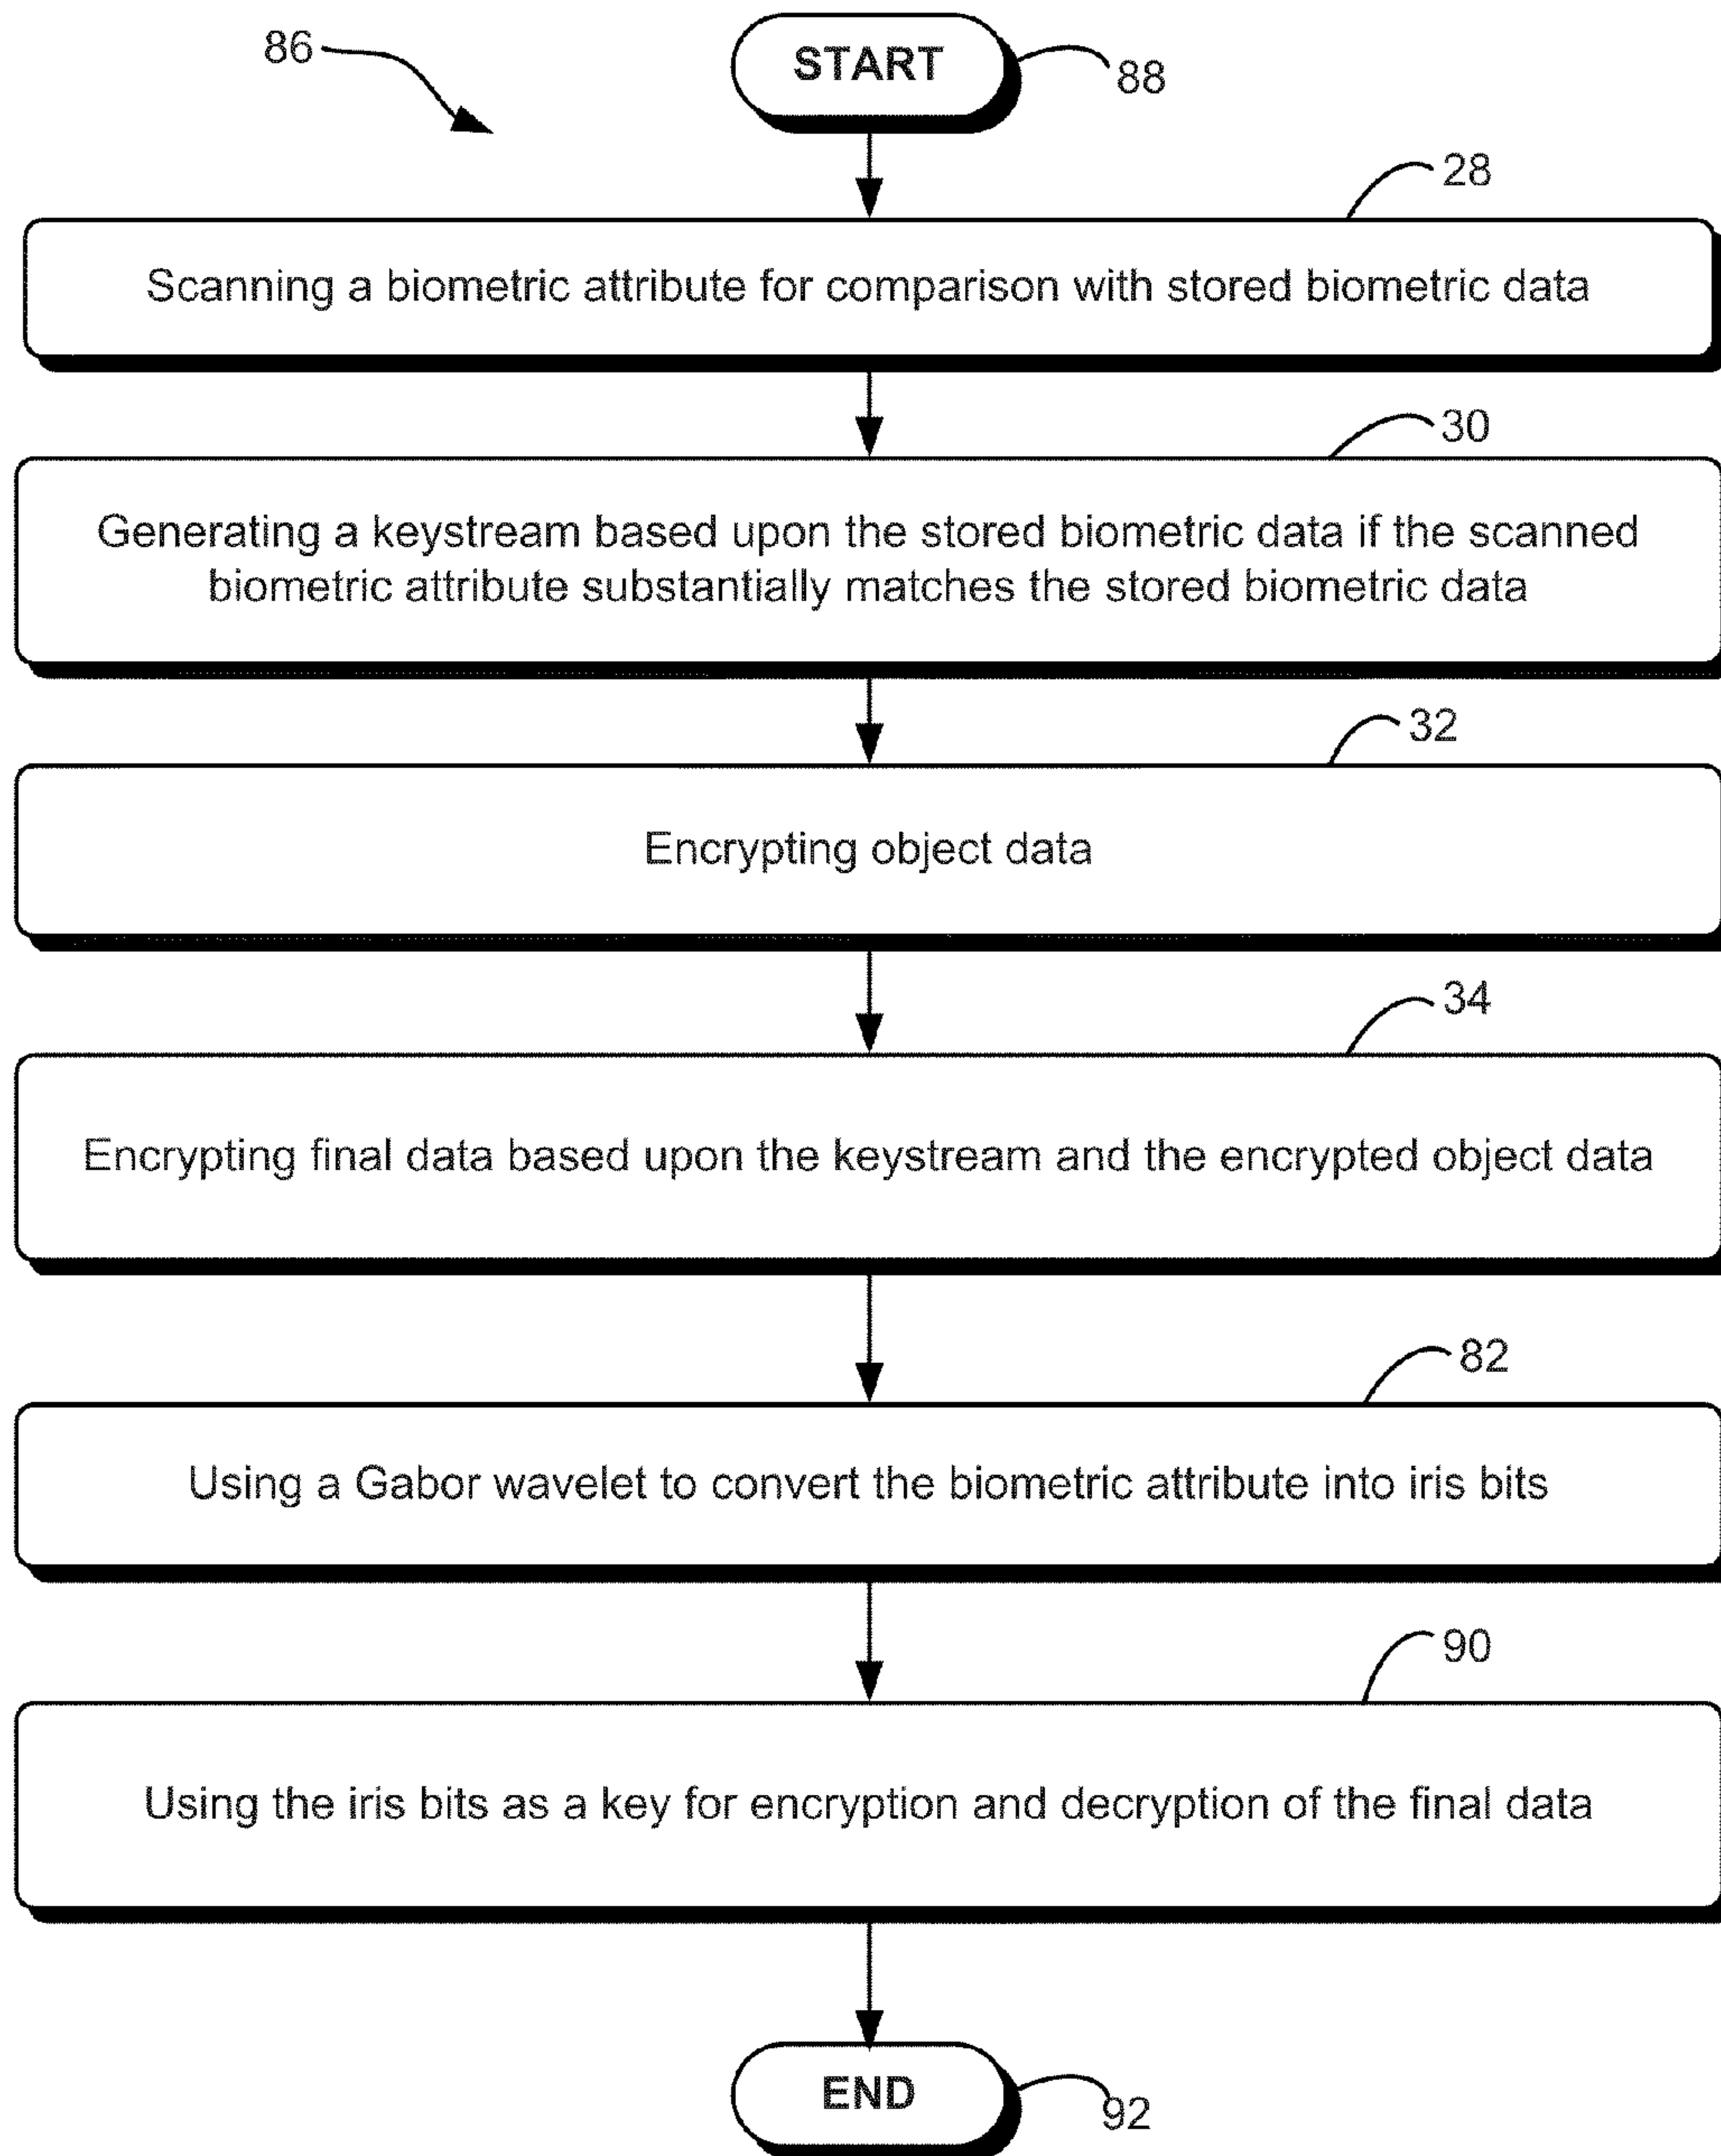 86
START
88
28
Scanning a biometric attribute for comparison with stored biometric data
30
Generating a keystream based upon the stored biometric data if the scanned
biometric attribute substantially matches the stored biometric data
32
Encrypting object data
34
Encrypting final data based upon the keystream and the encrypted object data
82
Using a Gabor wavelet to convert the biometric attribute into iris bits
90
Using the iris bits as a key for encryption and decryption of the final data
END
92